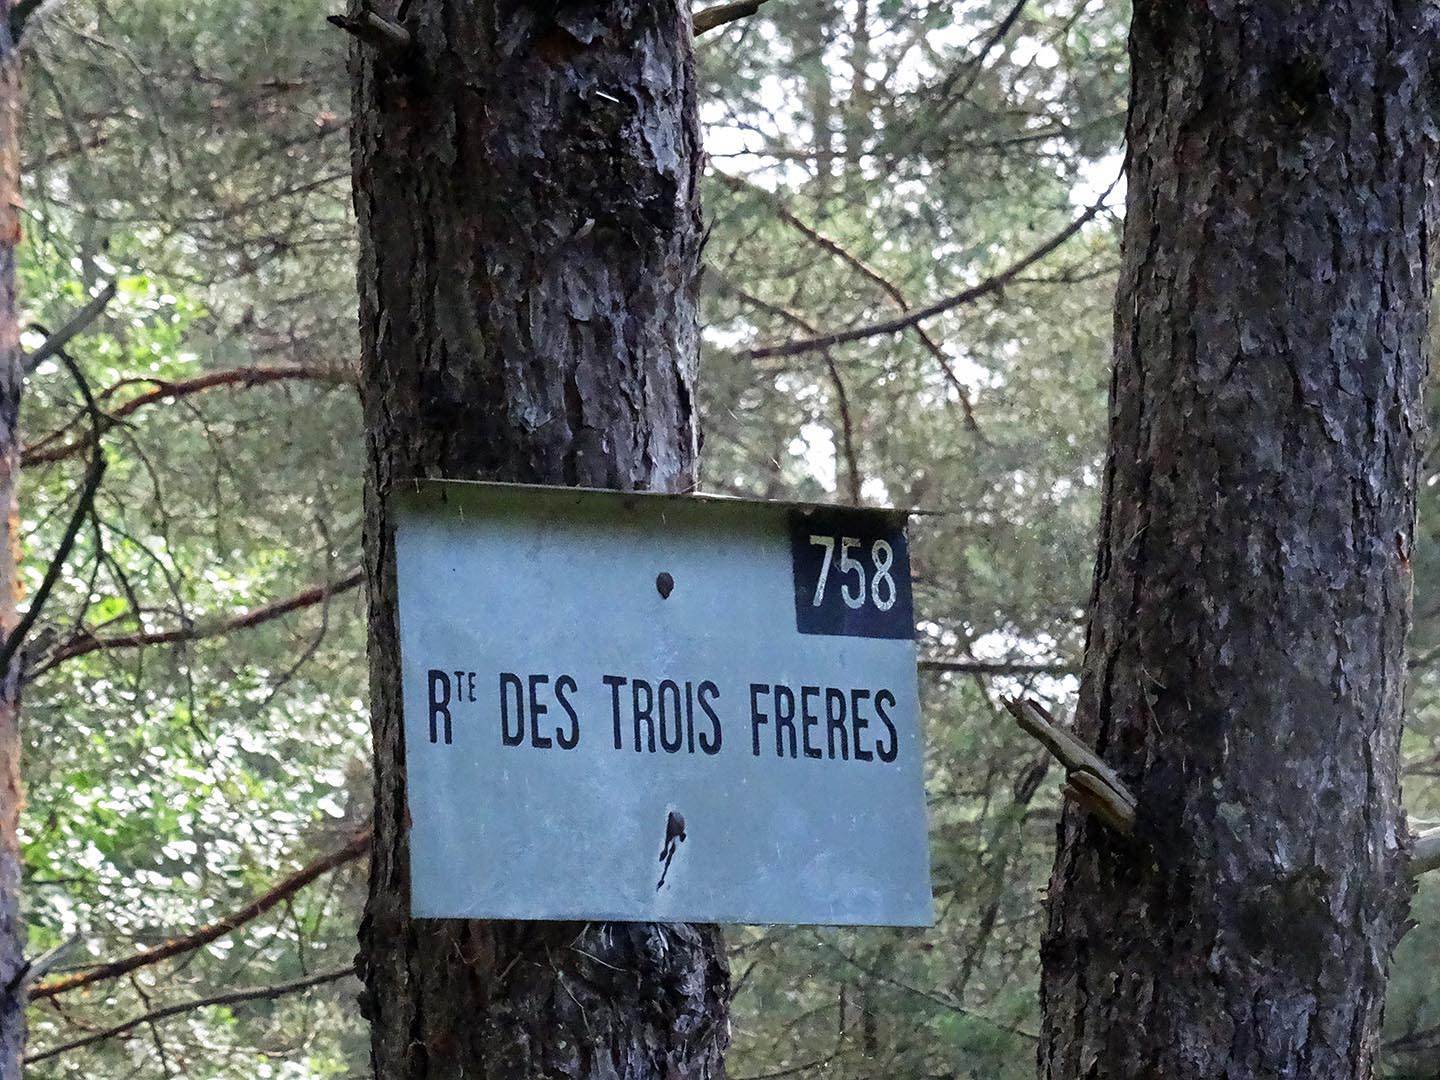 758
Rᵀᴱ DES TROIS FRERES